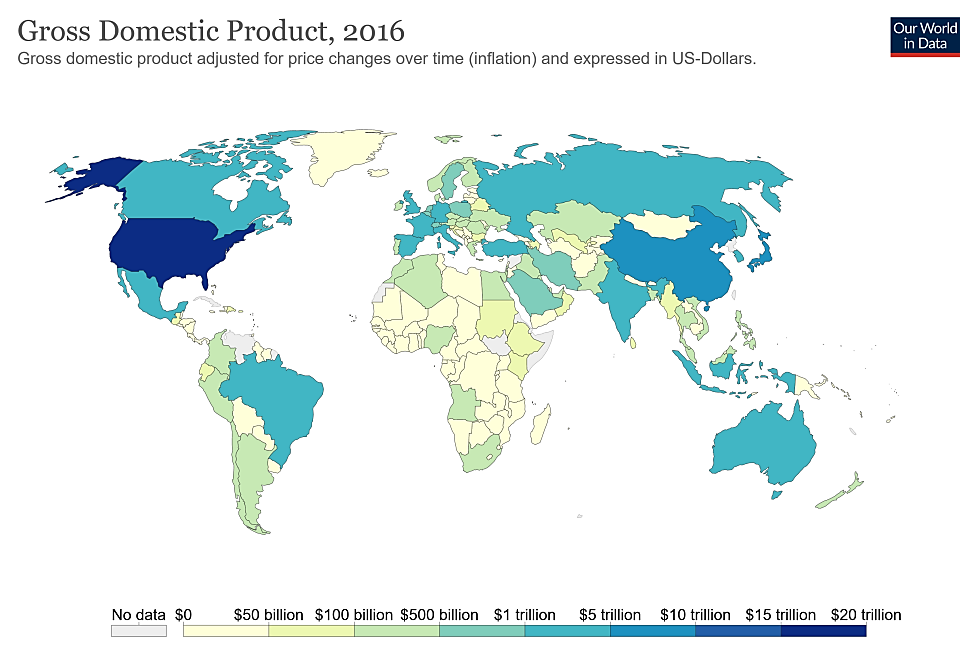 Gross Domestic Product, 2016
Our World
in Data
Gross domestic product adjusted for price changes over time (inflation) and expressed in US-Dollars.
No data $0 $50 billion $100 billion $500 billion $1 trillion $5 trillion $10 trillion $15 trillion $20 trillion